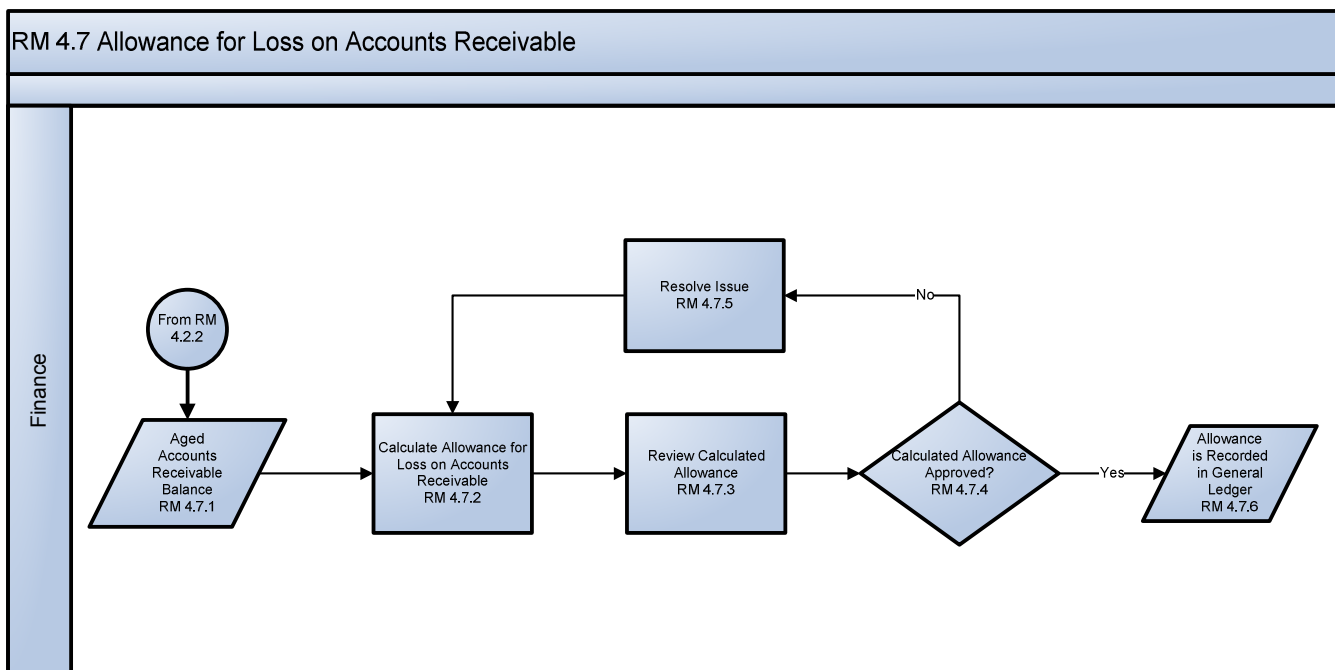 RM 4.7 Allowance for Loss on Accounts Receivable
Finance
From RM
4.2.2
Aged
Accounts
Receivable
Balance
RM 4.7.1
Calculate Allowance for
Loss on Accounts
Receivable
RM 4.7.2
Resolve Issue
RM 4.7.5
Review Calculated
Allowance
RM 4.7.3
No
Calculated Allowance
Approved?
RM 4.7.4
Yes
Allowance
is Recorded
in General
Ledger
RM 4.7.6